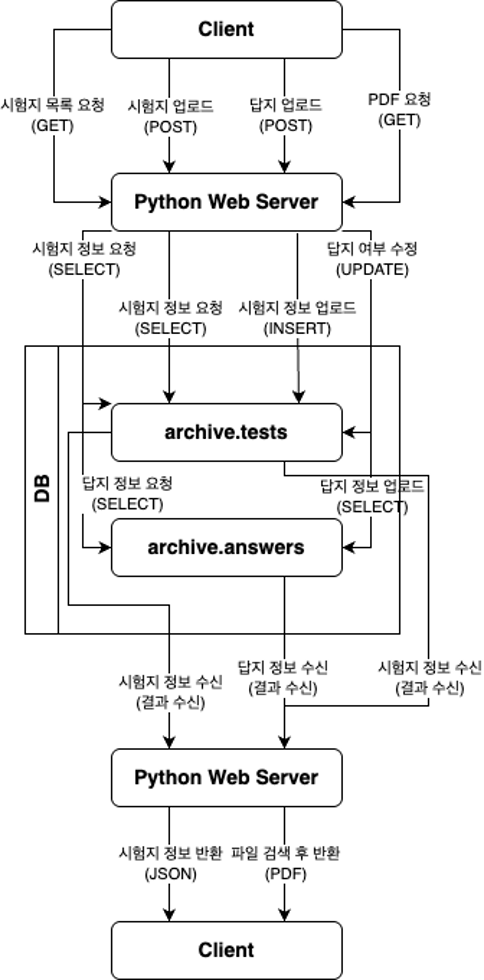 Client
시험지 목록 요청
(GET)
시험지 업로드
(POST)
답지 업로드
(POST)
PDF 요청
(GET)
Python Web Server
시험지 정보 요청
(SELECT)
답지 여부 수정
(UPDATE)
시험지 정보 요청
(SELECT)
시험지 정보 업로드
(INSERT)
DB
archive.tests
답지 정보 요청
(SELECT)
답지 정보 업로드
(SELECT)
archive.answers
시험지 정보 수신
(결과 수신)
답지 정보 수신
(결과 수신)
시험지 정보 수신
(결과 수신)
Python Web Server
시험지 정보 반환
(JSON)
파일 검색 후 반환
(PDF)
Client